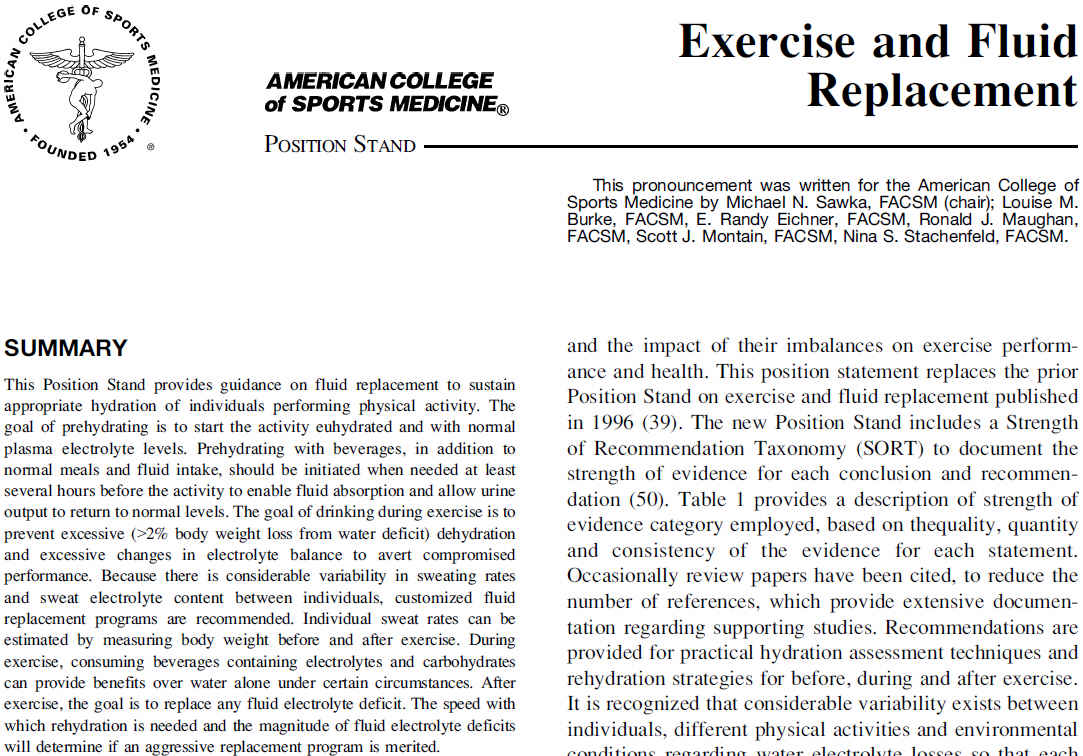 AMERICAN COLLEGE OF SPORTS MEDICINE
• FOUNDED 1954 •
®
AMERICAN COLLEGE
of SPORTS MEDICINE®
POSITION STAND
Exercise and Fluid
Replacement
This pronouncement was written for the American College of
Sports Medicine by Michael N. Sawka, FACSM (chair); Louise M.
Burke, FACSM, E. Randy Eichner, FACSM, Ronald J. Maughan,
FACSM, Scott J. Montain, FACSM, Nina S. Stachenfeld, FACSM.
SUMMARY
This Position Stand provides guidance on fluid replacement to sustain
appropriate hydration of individuals performing physical activity. The
goal of prehydrating is to start the activity euhydrated and with normal
plasma electrolyte levels. Prehydrating with beverages, in addition to
normal meals and fluid intake, should be initiated when needed at least
several hours before the activity to enable fluid absorption and allow urine
output to return to normal levels. The goal of drinking during exercise is to
prevent excessive (>2% body weight loss from water deficit) dehydration
and excessive changes in electrolyte balance to avert compromised
performance. Because there is considerable variability in sweating rates
and sweat electrolyte content between individuals, customized fluid
replacement programs are recommended. Individual sweat rates can be
estimated by measuring body weight before and after exercise. During
exercise, consuming beverages containing electrolytes and carbohydrates
can provide benefits over water alone under certain circumstances. After
exercise, the goal is to replace any fluid electrolyte deficit. The speed with
which rehydration is needed and the magnitude of fluid electrolyte deficits
will determine if an aggressive replacement program is merited.
and the impact of their imbalances on exercise perform-
ance and health. This position statement replaces the prior
Position Stand on exercise and fluid replacement published
in 1996 (39). The new Position Stand includes a Strength
of Recommendation Taxonomy (SORT) to document the
strength of evidence for each conclusion and recommen-
dation (50). Table 1 provides a description of strength of
evidence category employed, based on thequality, quantity
and consistency of the evidence for each statement.
Occasionally review papers have been cited, to reduce the
number of references, which provide extensive documen-
tation regarding supporting studies. Recommendations are
provided for practical hydration assessment techniques and
rehydration strategies for before, during and after exercise.
It is recognized that considerable variability exists between
individuals, different physical activities and environmental
conditions regarding water electrolyte losses so that each